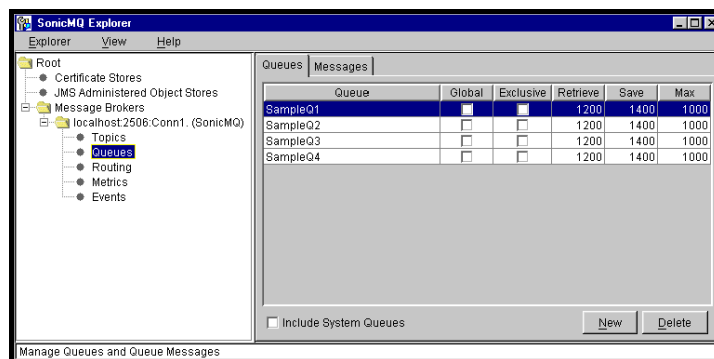 SonicMQ Explorer
Explorer View Help
Root
Certificate Stores
JMS Administered Object Stores
Message Brokers
localhost:2506:Conn1. (SonicMQ)
Topics
Queues
Routing
Metrics
Events
Queues Messages
Queue Global Exclusive Retrieve Save Max
SampleQ1 1200 1400 1000
SampleQ2 1200 1400 1000
SampleQ3 1200 1400 1000
SampleQ4 1200 1400 1000
Include System Queues New Delete
Manage Queues and Queue Messages